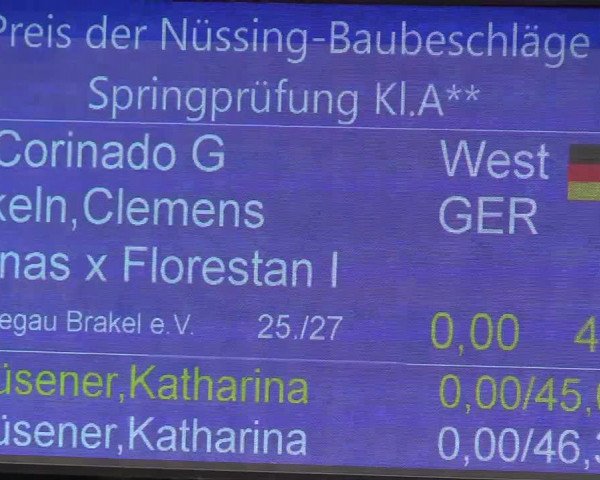 Preis der Nüssing-Baubeschläge
Springprüfung Kl.A**
Corinado G West
keln,Clemens GER
nas x Florestan I
egau Brakel e.V. 25./27 0,00 4
üsener,Katharina 0,00/45,
üsener,Katharina 0,00/46,3